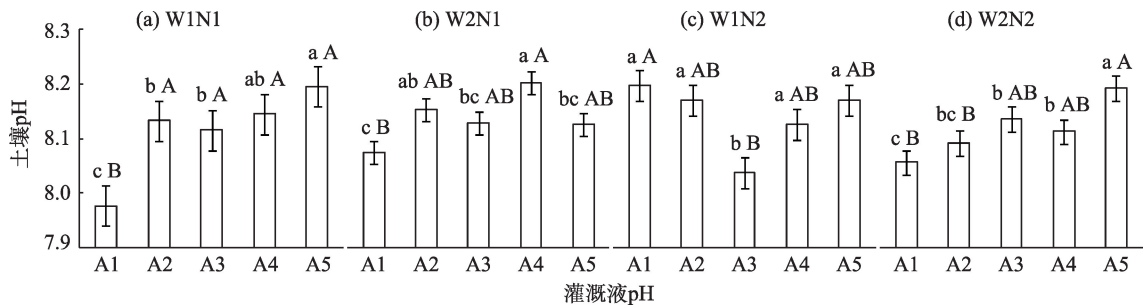 (a) W1N1 (b) W2N1 (c) W1N2 (d) W2N2
8.3
8.2
8.1
8.0
7.9
土壤pH
c B b A b A ab A a A
c B ab AB bc AB a A bc AB
a A a AB b B a AB a AB
c B bc B b AB b AB a A
A1 A2 A3 A4 A5 A1 A2 A3 A4 A5 A1 A2 A3 A4 A5 A1 A2 A3 A4 A5
灌溉液pH